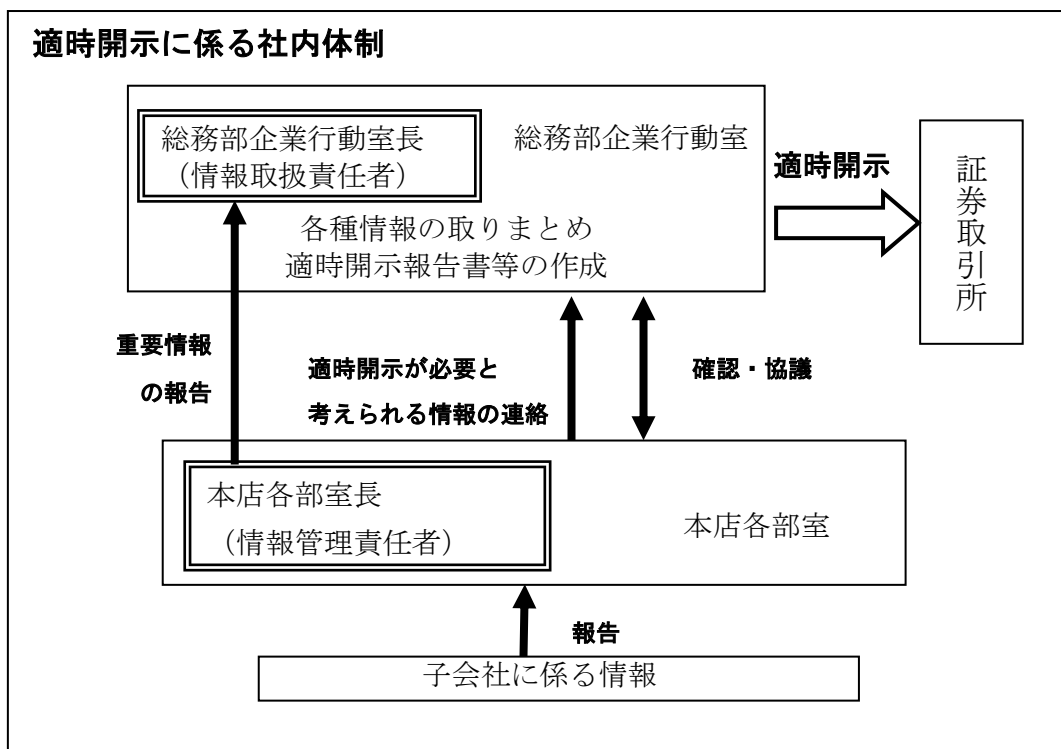 適時開示に係る社内体制
総務部企業行動室長
（情報取扱責任者）
総務部企業行動室
各種情報の取りまとめ
適時開示報告書等の作成
適時開示
証券取引所
重要情報
の報告
適時開示が必要と
考えられる情報の連絡
確認・協議
本店各部室長
（情報管理責任者）
本店各部室
報告
子会社に係る情報